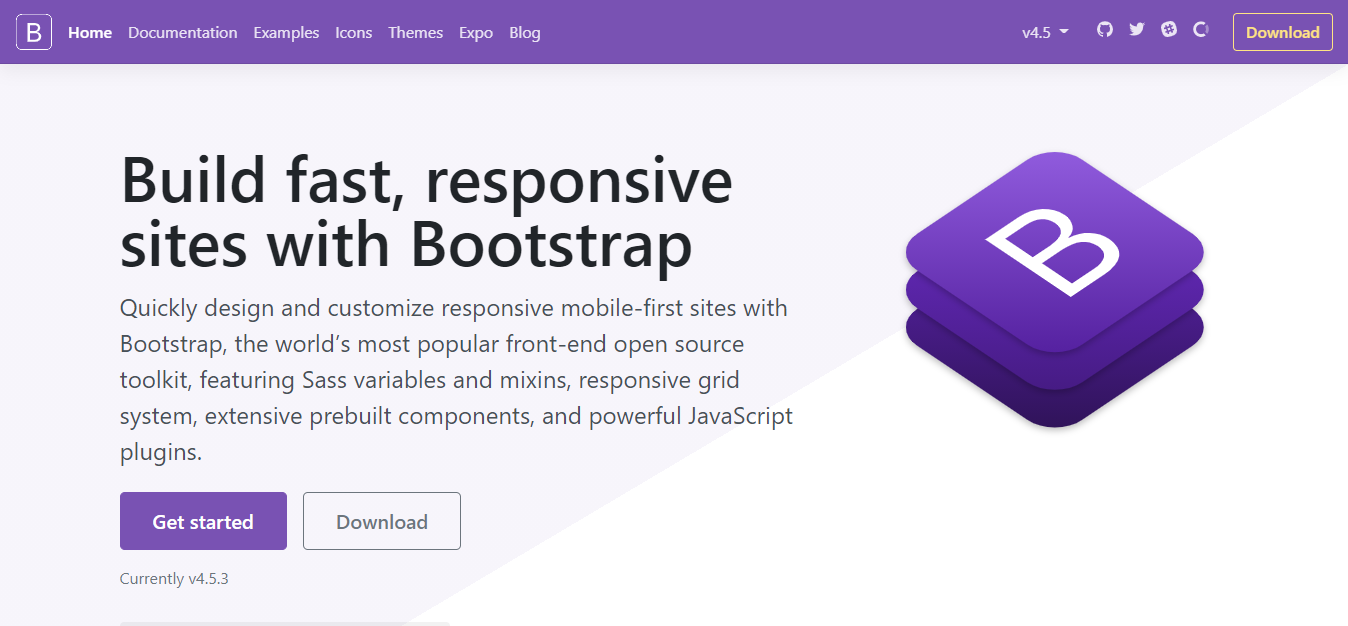 B Home Documentation Examples Icons Themes Expo Blog v4.5 Download
Build fast, responsive
sites with Bootstrap
Quickly design and customize responsive mobile-first sites with
Bootstrap, the world’s most popular front-end open source
toolkit, featuring Sass variables and mixins, responsive grid
system, extensive prebuilt components, and powerful JavaScript
plugins.
B
Get started Download
Currently v4.5.3